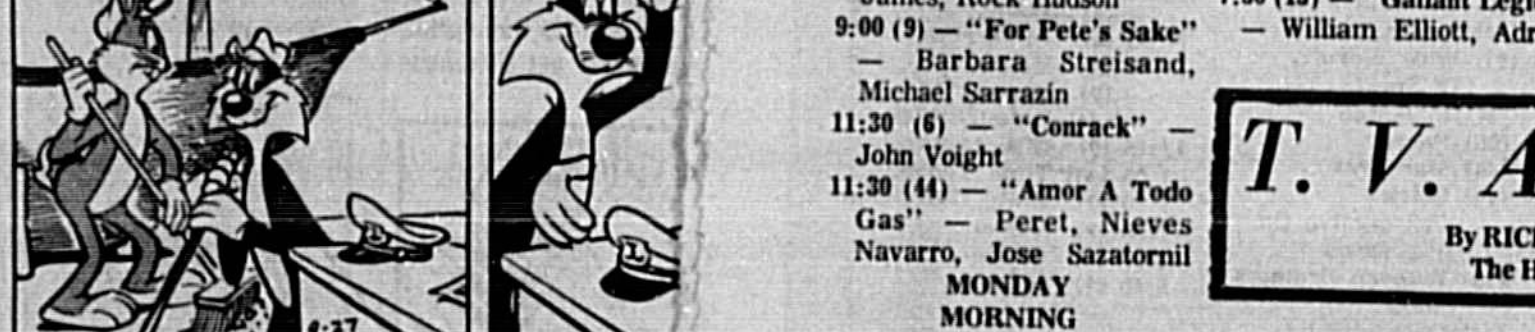 9:00 (9) — "For Pete's Sake"
— Barbara Streisand,
Michael Sarrazin
11:30 (6) — "Conrack" —
John Voight
11:30 (44) — "Amor A Todo
Gas" — Peret, Nieves
Navarro, Jose Sazatornil
MONDAY
MORNING
— William Elliott,
T. V. A
By RIC
The H